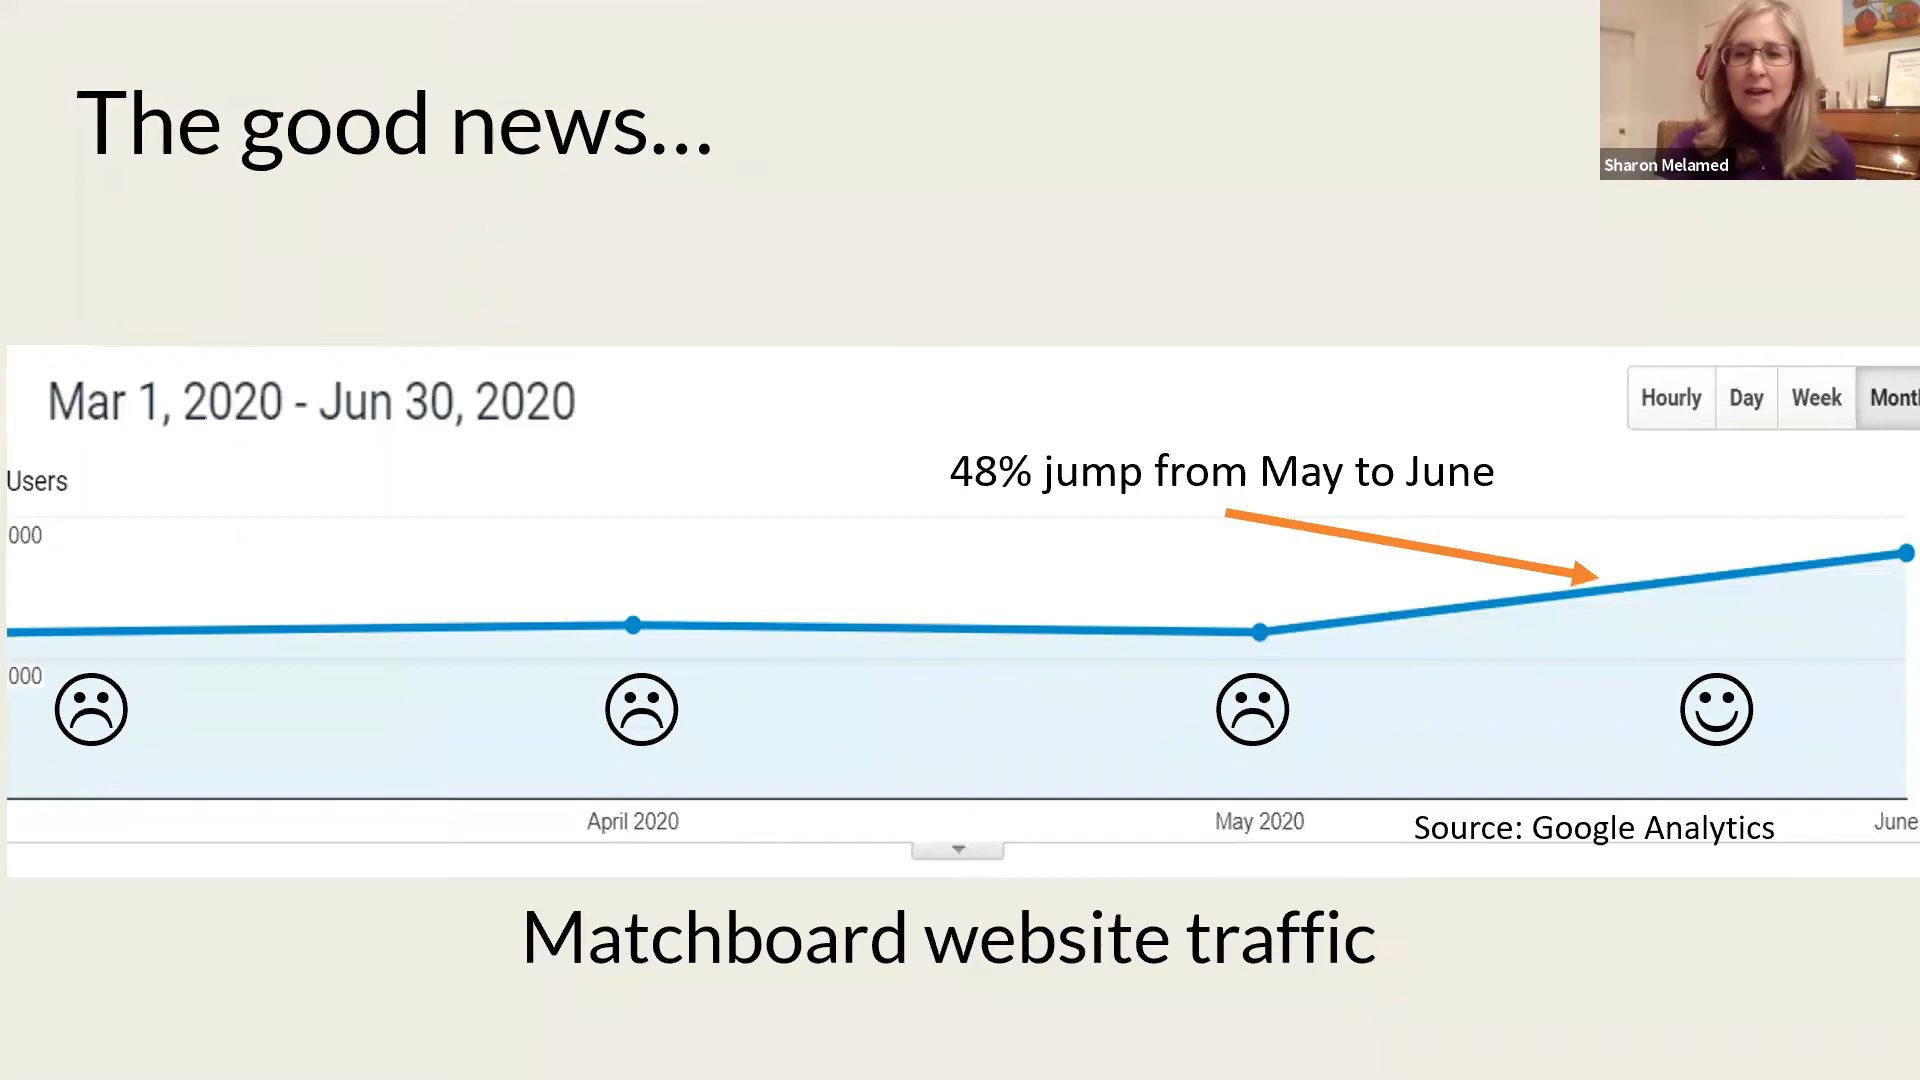 The good news...
Sharon Melamed
Mar 1, 2020 - Jun 30, 2020
Hourly Day Week Mont
Users
48% jump from May to June
000
000
April 2020 May 2020 June
Source: Google Analytics
Matchboard website traffic